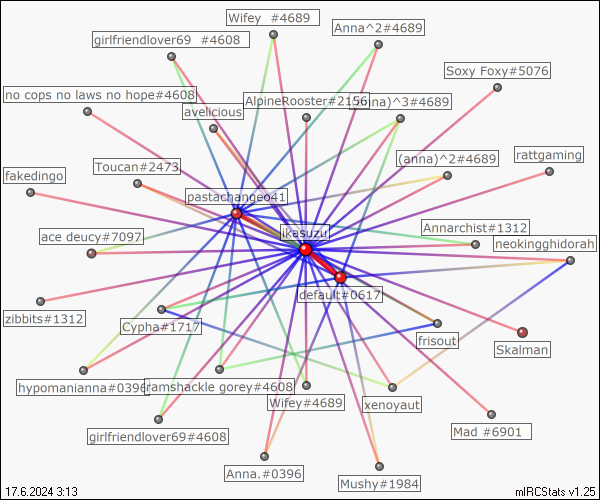 Wifey #4689
Anna^2#4689
girlfriendlover69 #4608
Soxy Foxy#5076
no cops no laws no hope#4608
AlpineRooster#2156
nna)^3#4689
avelicious
(anna)^2#4689
rattgaming
Toucan#2473
fakedingo
pastachangeo41
Annarchist#1312
ikasuzu
ace deucy#7097
neokingghidorah
default#0617
zibbits#1312
Cypha#1717
frisout
Skalman
hypomanianna#0396
ramshackle gorey#4608
Wifey#4689
xenoyaut
girlfriendlover69#4608
Mad #6901
Anna.#0396
Mushy#1984
17.6.2024 3:13
mIRCStats v1.25